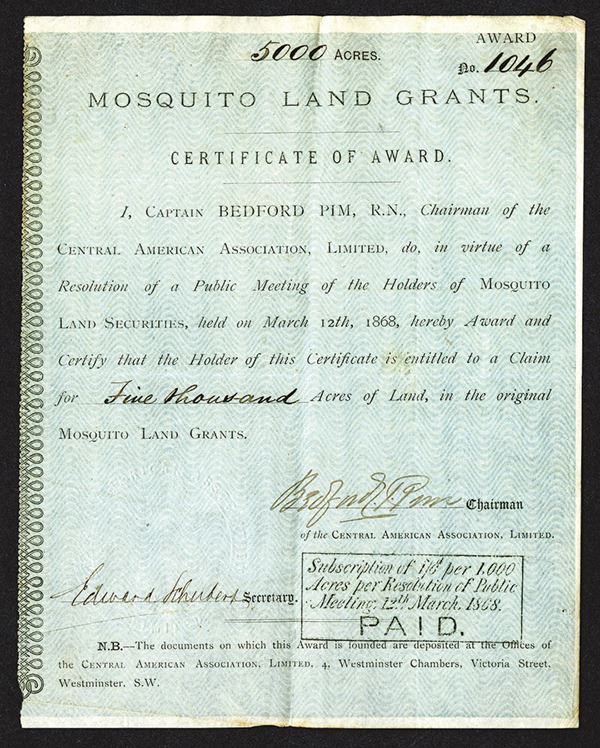 AWARD
5000 ACRES.
No. 1046
MOSQUITO LAND GRANTS.
CERTIFICATE OF AWARD.
I, CAPTAIN BEDFORD PIM, R.N., Chairman of the
CENTRAL AMERICAN ASSOCIATION, LIMITED, do, in virtue of a
Resolution of a Public Meeting of the Holders of MOSQUITO
LAND SECURITIES, held on March 12th, 1868, hereby Award and
Certify that the Holder of this Certificate is entitled to a Claim
for Five thousand Acres of Land, in the original
MOSQUITO LAND GRANTS.
Bedford Pim Chairman
of the CENTRAL AMERICAN ASSOCIATION, LIMITED.
Subscription of per 1.000
Acres per Resolution of Public
Meeting, 12th March. 1868.
PAID.
Edward Secretary.
N.B.—The documents on which this Award is founded are deposited at the Offices of
the CENTRAL AMERICAN ASSOCIATION, LIMITED, 4, Westminster Chambers, Victoria Street,
Westminster, S.W.